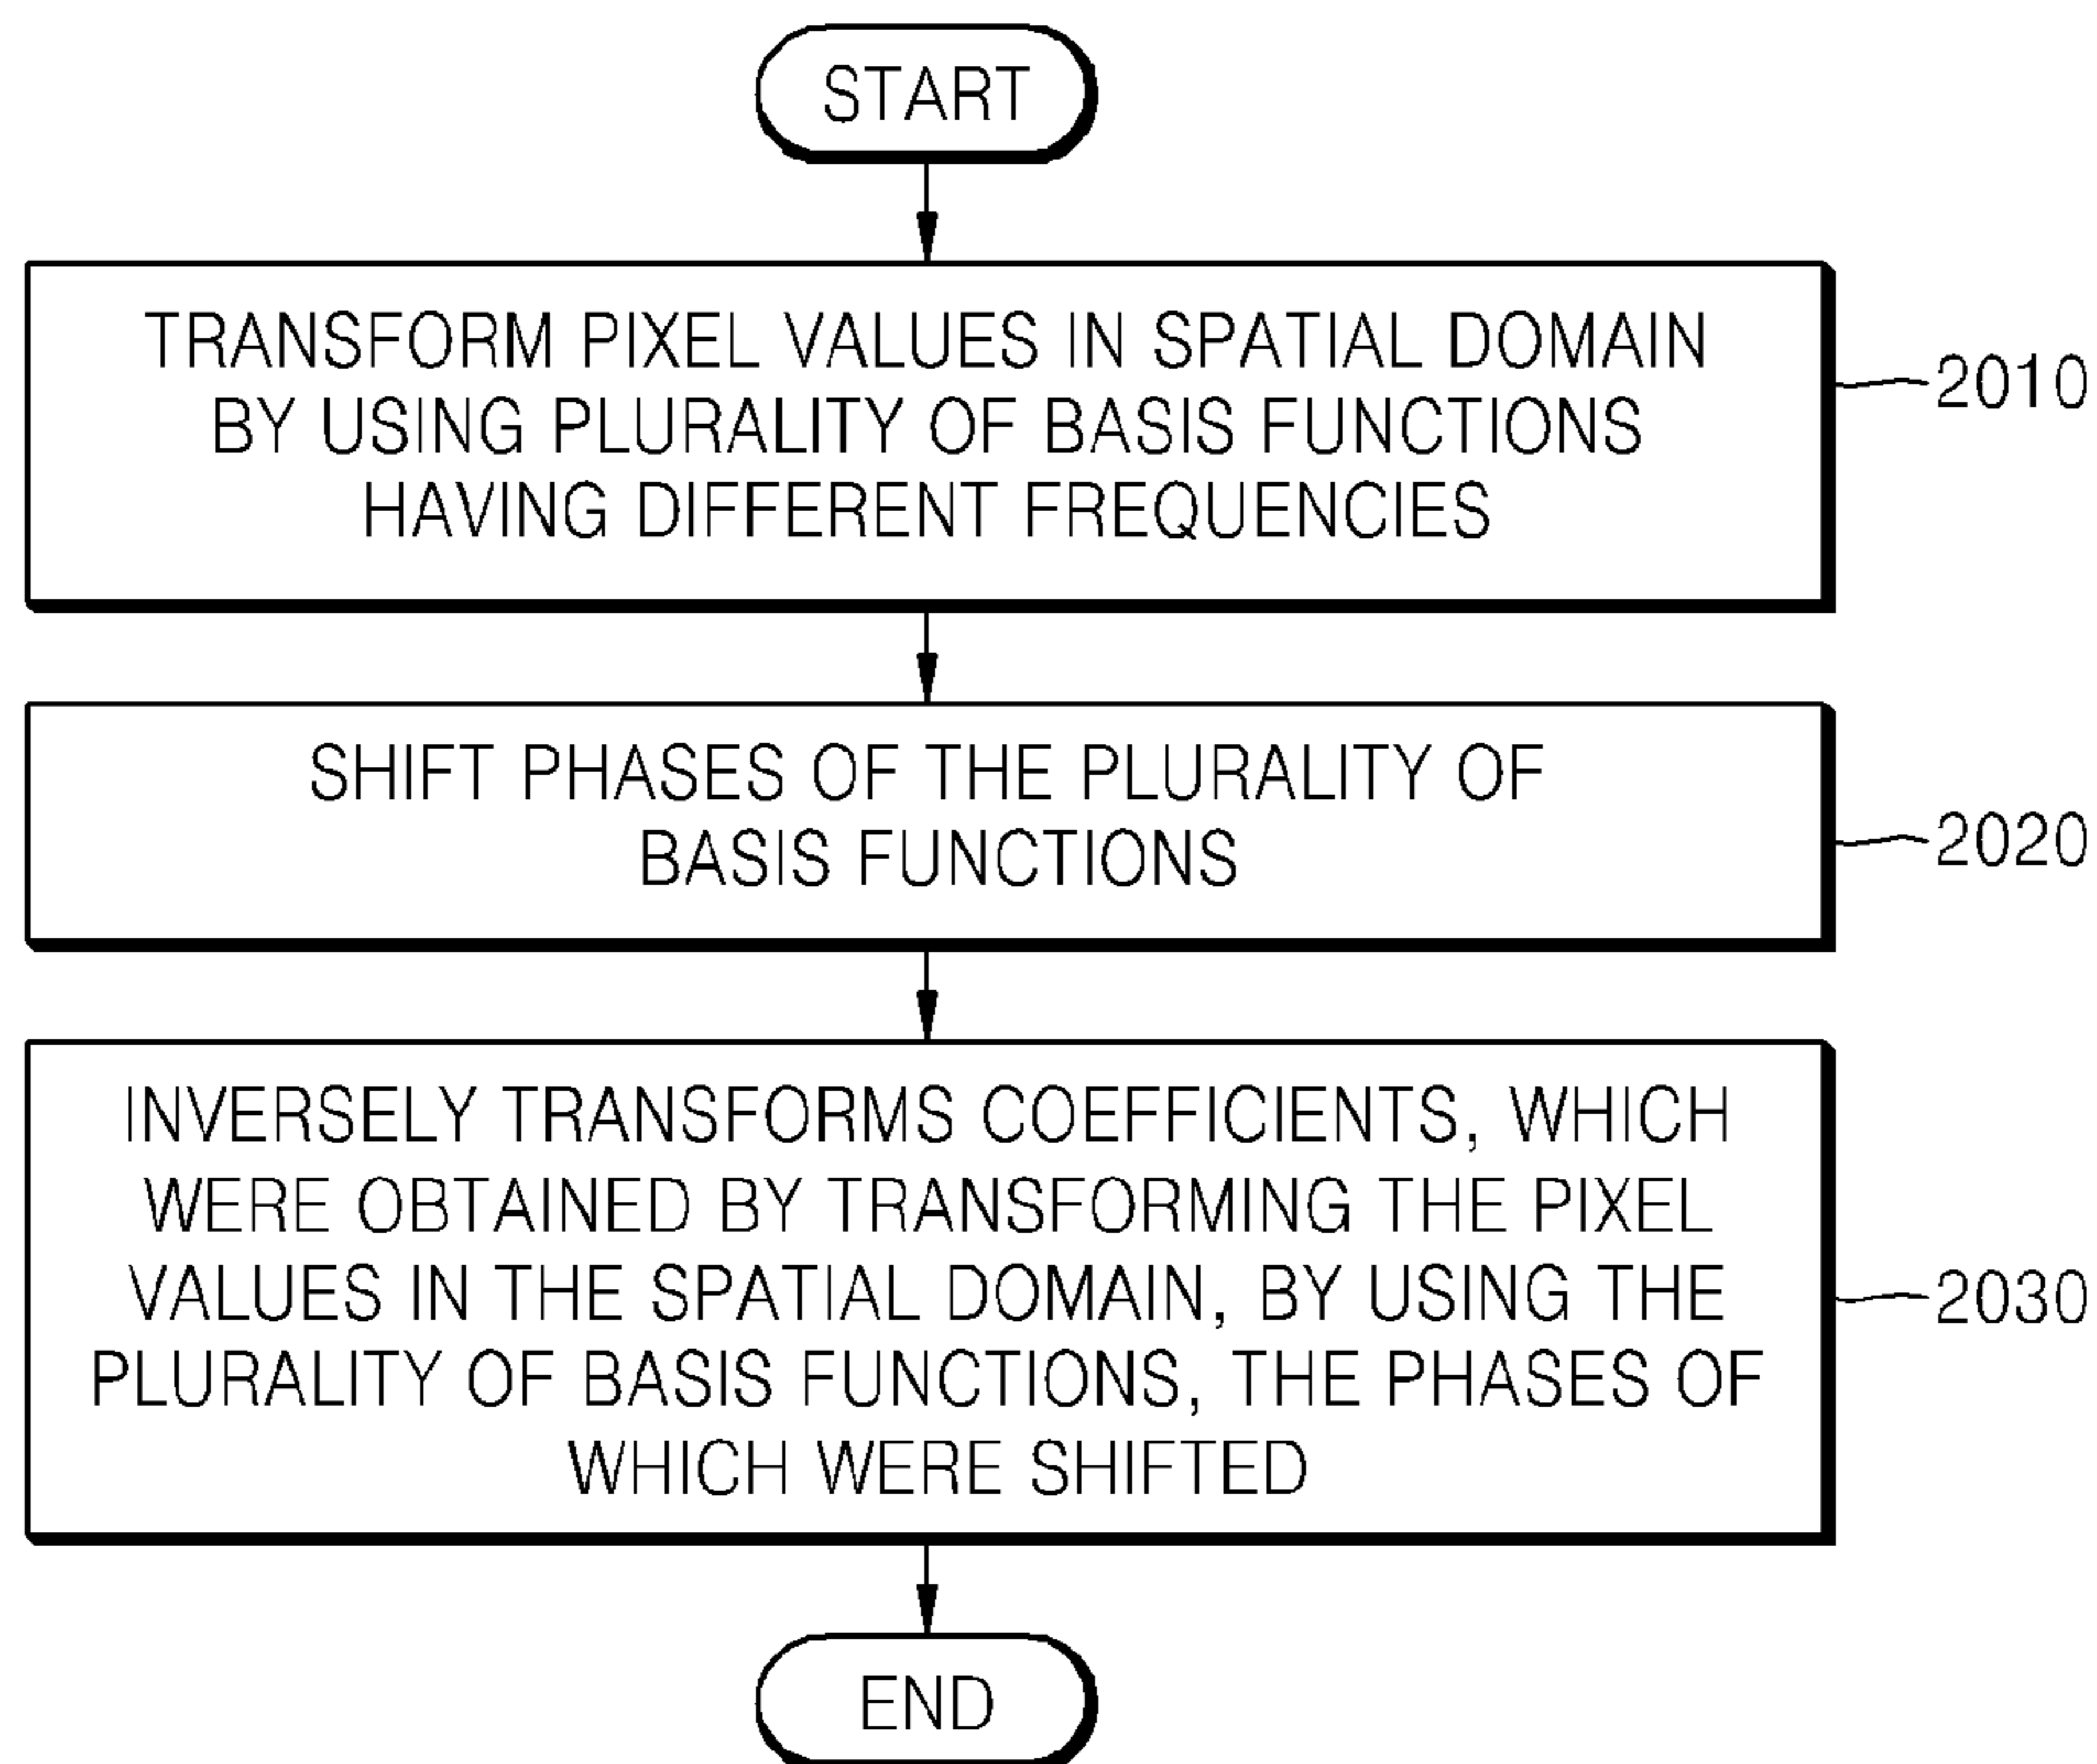 START
TRANSFORM PIXEL VALUES IN SPATIAL DOMAIN
BY USING PLURALITY OF BASIS FUNCTIONS
HAVING DIFFERENT FREQUENCIES
2010
SHIFT PHASES OF THE PLURALITY OF
BASIS FUNCTIONS
2020
INVERSELY TRANSFORMS COEFFICIENTS, WHICH
WERE OBTAINED BY TRANSFORMING THE PIXEL
VALUES IN THE SPATIAL DOMAIN, BY USING THE
PLURALITY OF BASIS FUNCTIONS, THE PHASES OF
WHICH WERE SHIFTED
2030
END